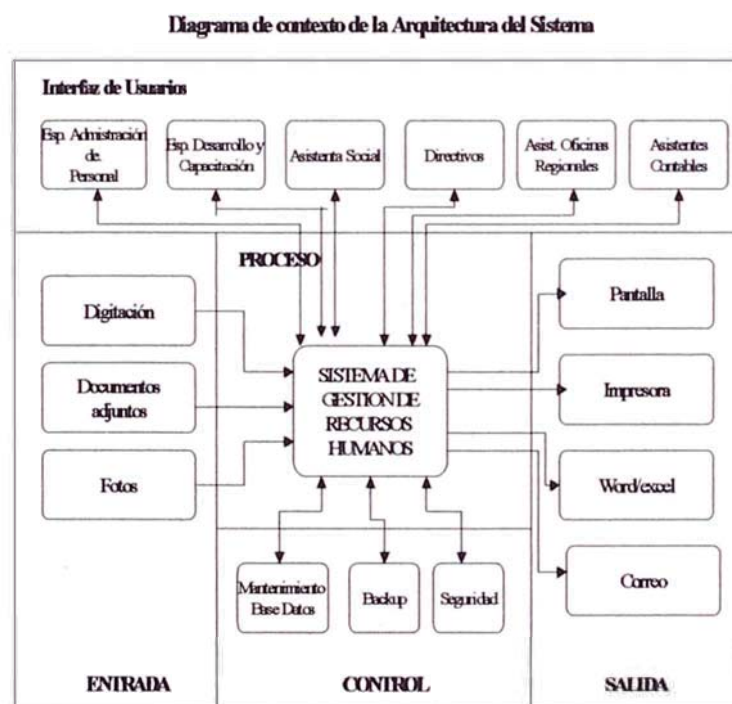 Diagrama de contexto de la Arquitectura del Sistema
Interfaz de Usuarios
Esp. Admistración
de.
Personal
Esp. Desarrollo y
Capacitación
Asistenta Social
Directivos
Asist. Oficinas
Regionales
Asistentes
Contables
PROCESO
Digitación
Documentos
adjuntos
Fotos
SISTEMA DE
GESTION DE
RECURSOS
HUMANOS
Pantalla
Impresora
Word/excel
Correo
Mantenimiento
Base Datos
Backup
Seguridad
ENTRADA
CONTROL
SALIDA